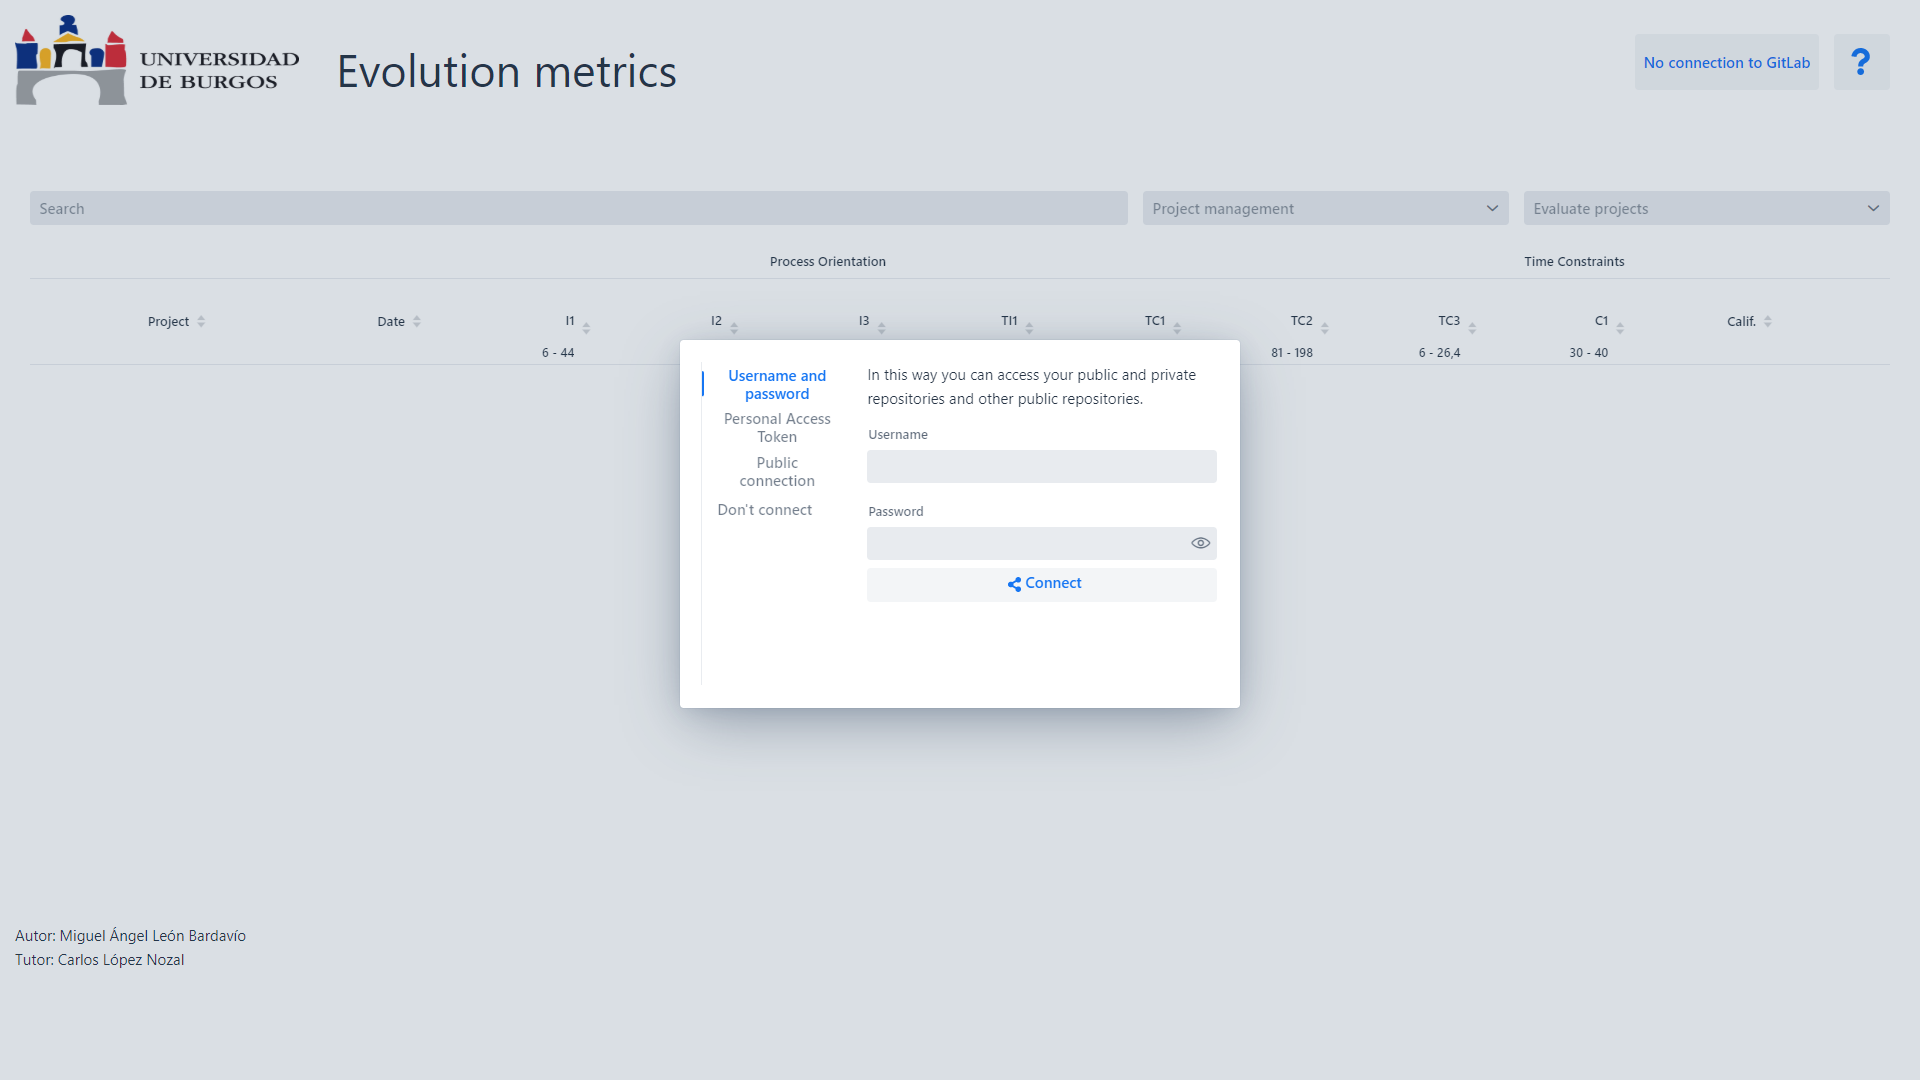 UNIVERSIDAD
DE BURGOS
Evolution metrics
No connection to GitLab
?
Search
Project management
Evaluate projects
Process Orientation
Time Constraints
Project
Date
I1
I2
I3
TI1
TC1
TC2
TC3
C1
Calif.
6 - 44
81 - 198
6 - 26,4
30 - 40
Username and
password
Personal Access
Token
Public
connection
Don't connect
In this way you can access your public and private
repositories and other public repositories.
Username
Password
Connect
Autor: Miguel Ángel León Bardavío
Tutor: Carlos López Nozal